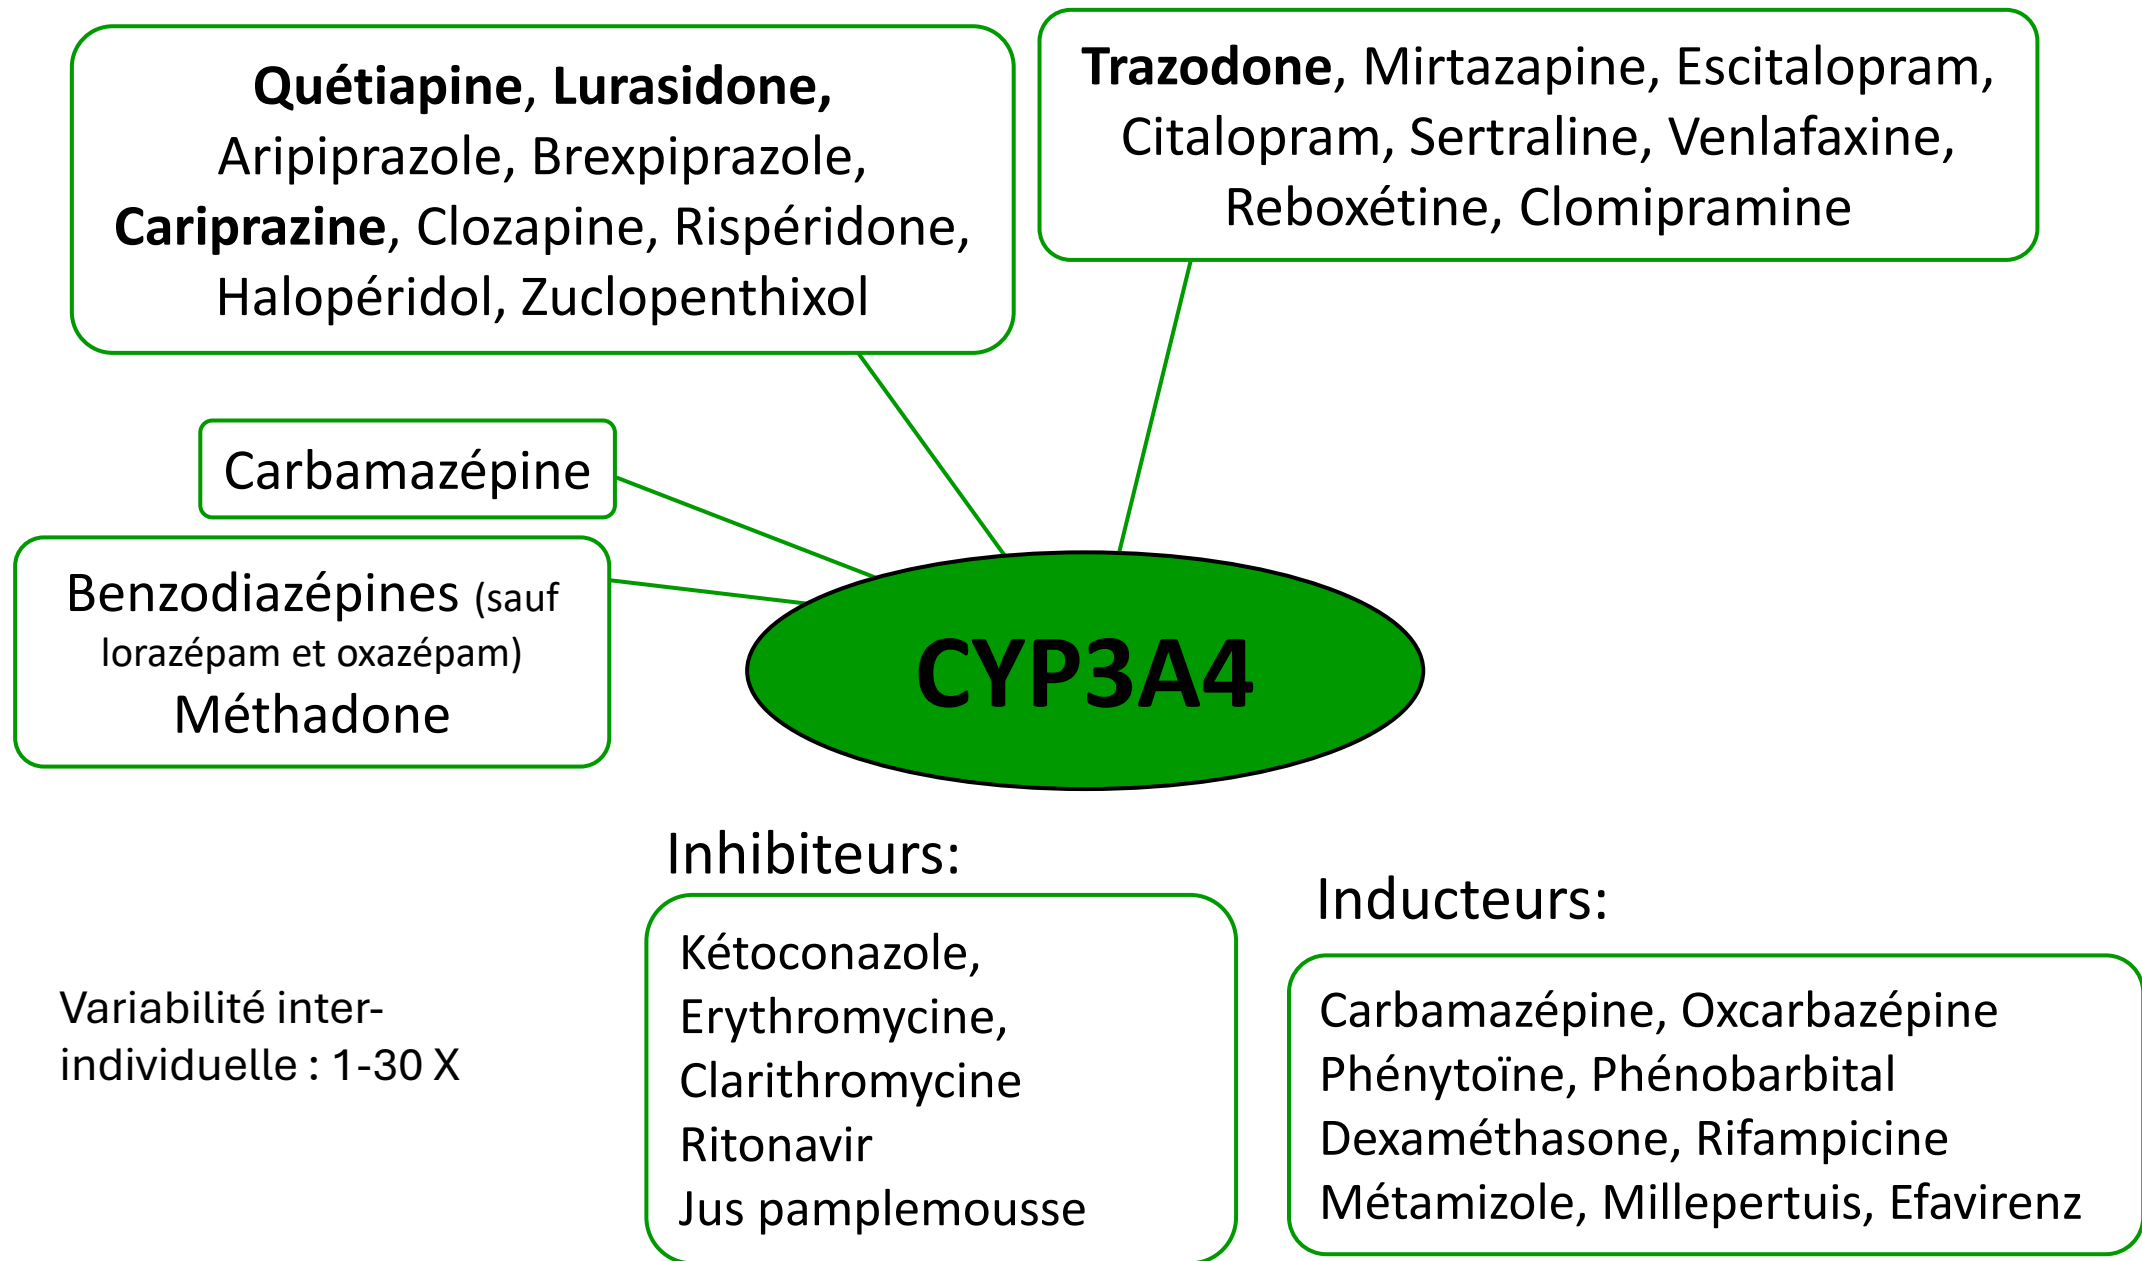 Quétiapine, Lurasidone,
Aripiprazole, Brexpiprazole,
Cariprazine, Clozapine, Rispéridone,
Halopéridol, Zuclopenthixol
Trazodone, Mirtazapine, Escitalopram,
Citalopram, Sertraline, Venlafaxine,
Reboxétine, Clomipramine
Carbamazépine
Benzodiazépines (sauf
lorazépam et oxazépam)
Méthadone
CYP3A4
Inhibiteurs:
Kétoconazole,
Erythromycine,
Clarithromycine
Ritonavir
Jus pamplemousse
Inducteurs:
Carbamazépine, Oxcarbazépine
Phénytoïne, Phénobarbital
Dexaméthasone, Rifampicine
Métamizole, Millepertuis, Efavirenz
Variabilité inter-
individuelle : 1-30 X